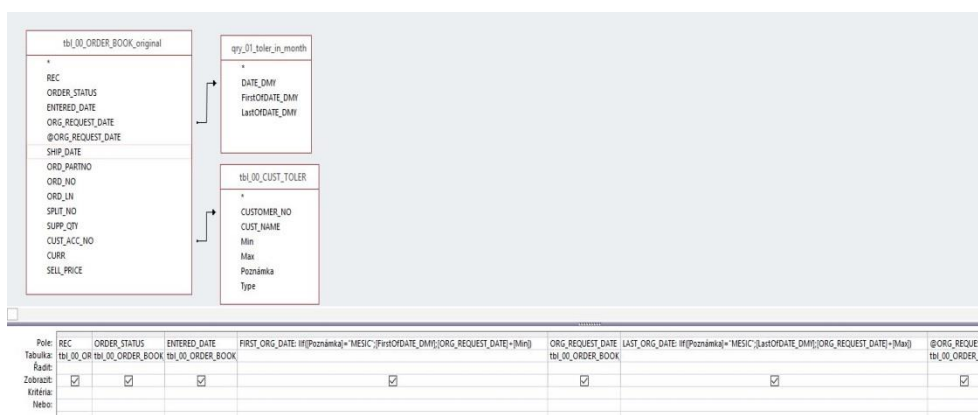 tbl_00_ORDER_BOOK_original
*
REC
ORDER_STATUS
ENTERED_DATE
ORG_REQUEST_DATE
@ORG_REQUEST_DATE
SHIP_DATE
ORD_PARTNO
ORD_NO
ORD_LN
SPLIT_NO
SUPP_QTY
CUST_ACC_NO
CURR
SELL_PRICE
qry_01_toler_in_month
*
DATE_DMY
FirstOfDATE_DMY
LastOfDATE_DMY
tbl_00_CUST_TOLER
*
CUSTOMER_NO
CUST_NAME
Min
Max
Poznámka
Type
Pole: REC ORDER_STATUS ENTERED_DATE FIRST_ORG_DATE: IIf([Poznámka]="MESIC";[FirstOfDATE_DMY];[ORG_REQUEST_DATE]+[Min]) ORG_REQUEST_DATE LAST_ORG_DATE: IIf([Poznámka]="MESIC";[LastOfDATE_DMY];[ORG_REQUEST_DATE]+[Max]) @ORG_REQUES
Tabulka: tbl_00_OR tbl_00_ORDER_BOOK tbl_00_ORDER_BOOK tbl_00_ORDER_BOOK tbl_00_ORDER_
Řadit:
Zobrazit:
Kritéria:
Nebo: